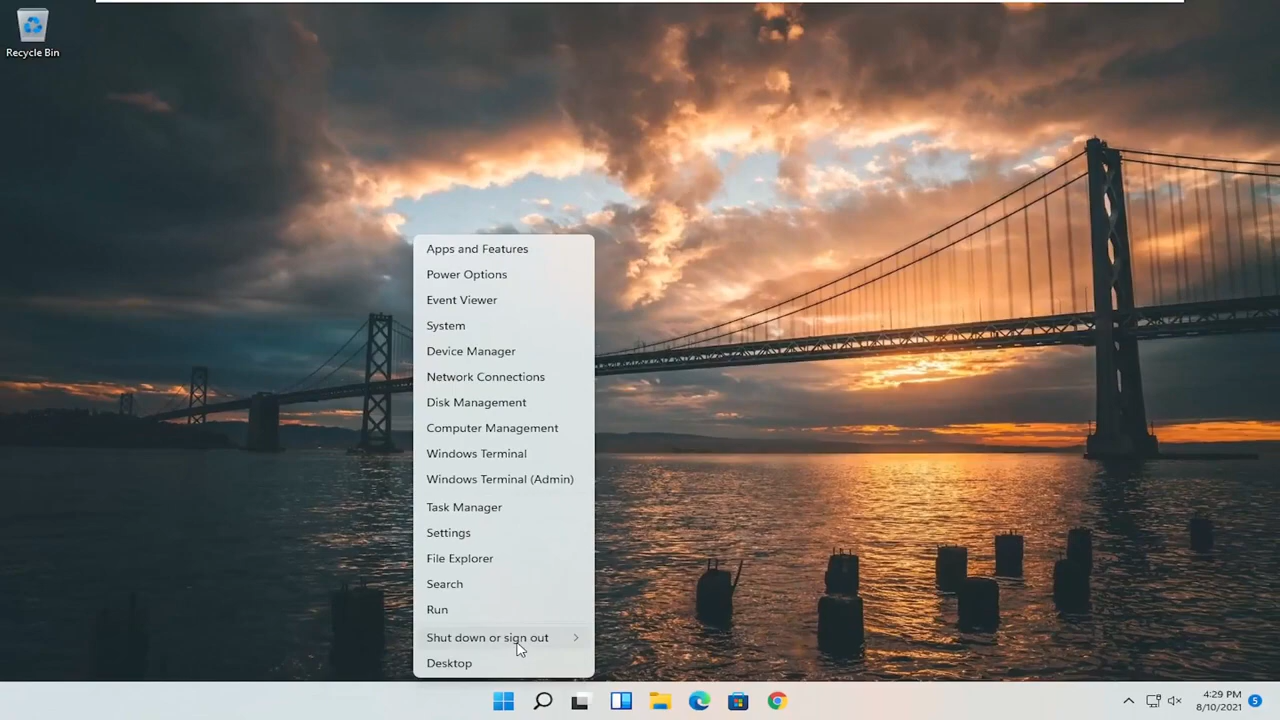 Recycle Bin
Apps and Features
Power Options
Event Viewer
System
Device Manager
Network Connections
Disk Management
Computer Management
Windows Terminal
Windows Terminal (Admin)
Task Manager
Settings
File Explorer
Search
Run
Shut down or sign out
Desktop
4:29 PM
8/10/2021
5